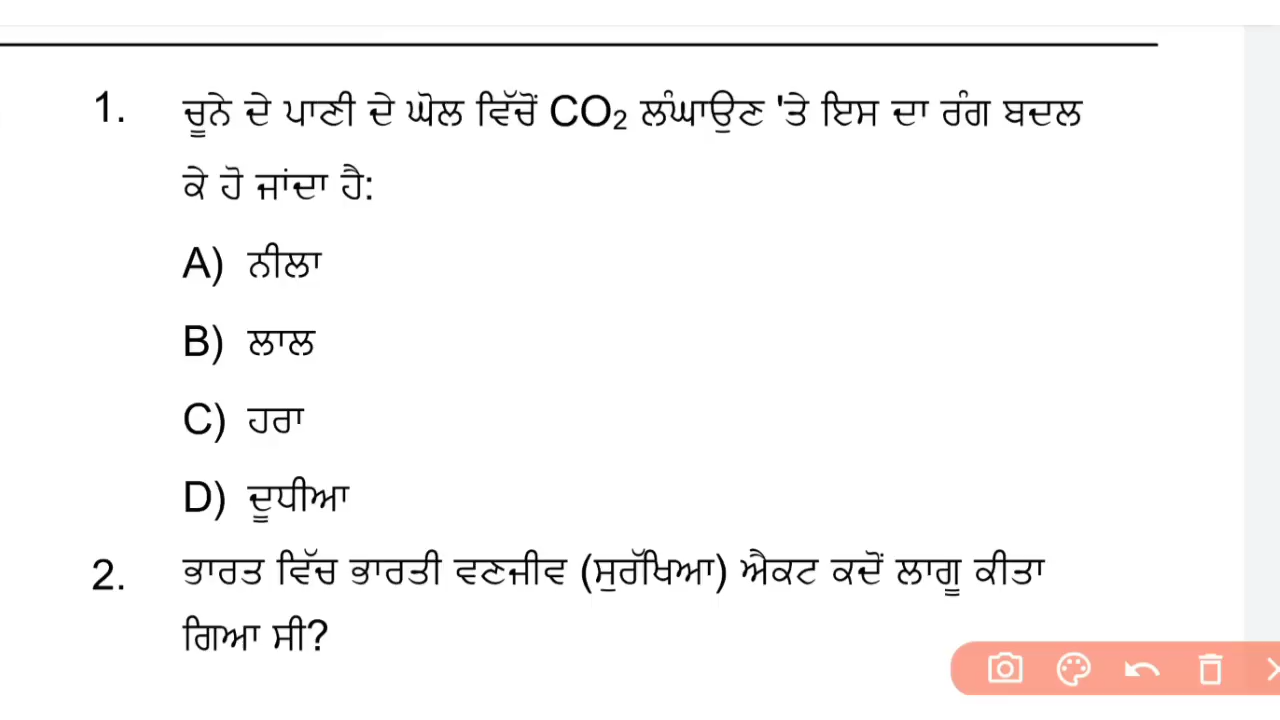 1. ਚੂਨੇ ਦੇ ਪਾਣੀ ਦੇ ਘੋਲ ਵਿੱਚੋਂ CO₂ ਲੰਘਾਉਣ 'ਤੇ ਇਸ ਦਾ ਰੰਗ ਬਦਲ
ਕੇ ਹੋ ਜਾਂਦਾ ਹੈ:
A) ਨੀਲਾ
B) ਲਾਲ
C) ਹਰਾ
D) ਦੂਧੀਆ
2. ਭਾਰਤ ਵਿੱਚ ਭਾਰਤੀ ਵਣਜੀਵ (ਸੁਰੱਖਿਆ) ਐਕਟ ਕਦੋਂ ਲਾਗੂ ਕੀਤਾ
ਗਿਆ ਸੀ?